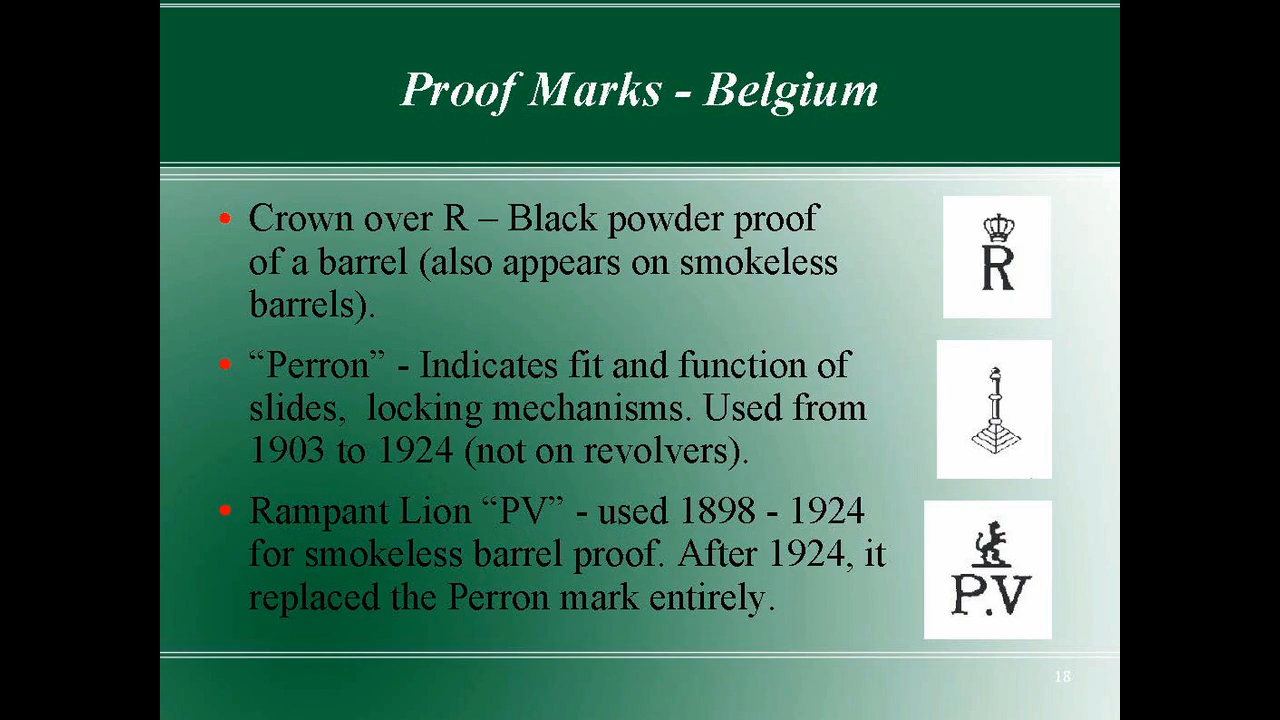 Proof Marks - Belgium
• Crown over R – Black powder proof
of a barrel (also appears on smokeless
barrels).
R
• “Perron” - Indicates fit and function of
slides,  locking mechanisms. Used from
1903 to 1924 (not on revolvers).
• Rampant Lion “PV” - used 1898 - 1924
for smokeless barrel proof. After 1924, it
replaced the Perron mark entirely.
P.V
18